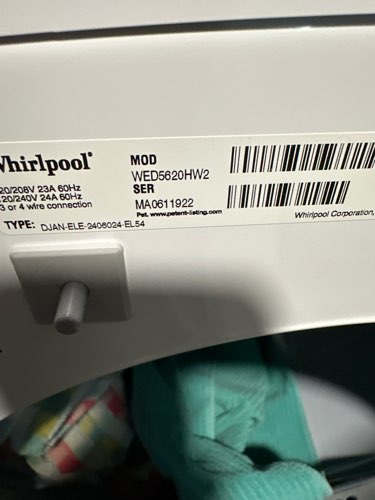 Whirlpool®
MOD
WED5620HW2
20/208V 23A 60Hz
SER
20/240V 24A 60Hz
MA0611922
3 or 4 wire connection
Pat. www.patent-listing.com
Whirlpool Corporation,
TYPE: DJAN-ELE-2406024-EL54